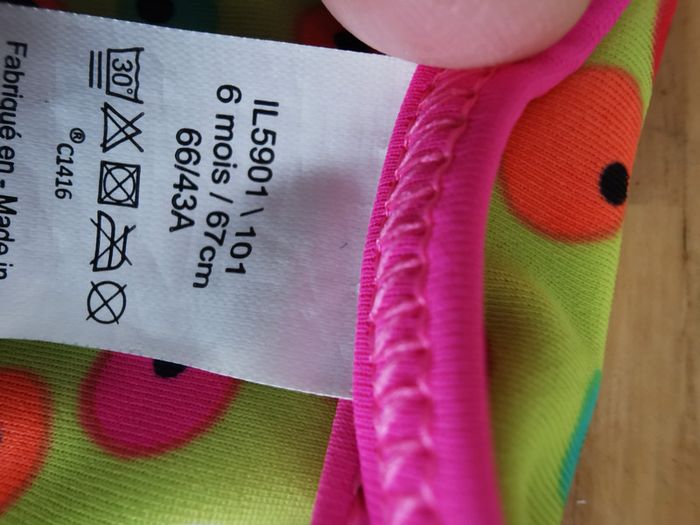 IL5901 \ 101
6 mois / 67cm
66/43A
30°
®C1416
Fabriqué en - Made in